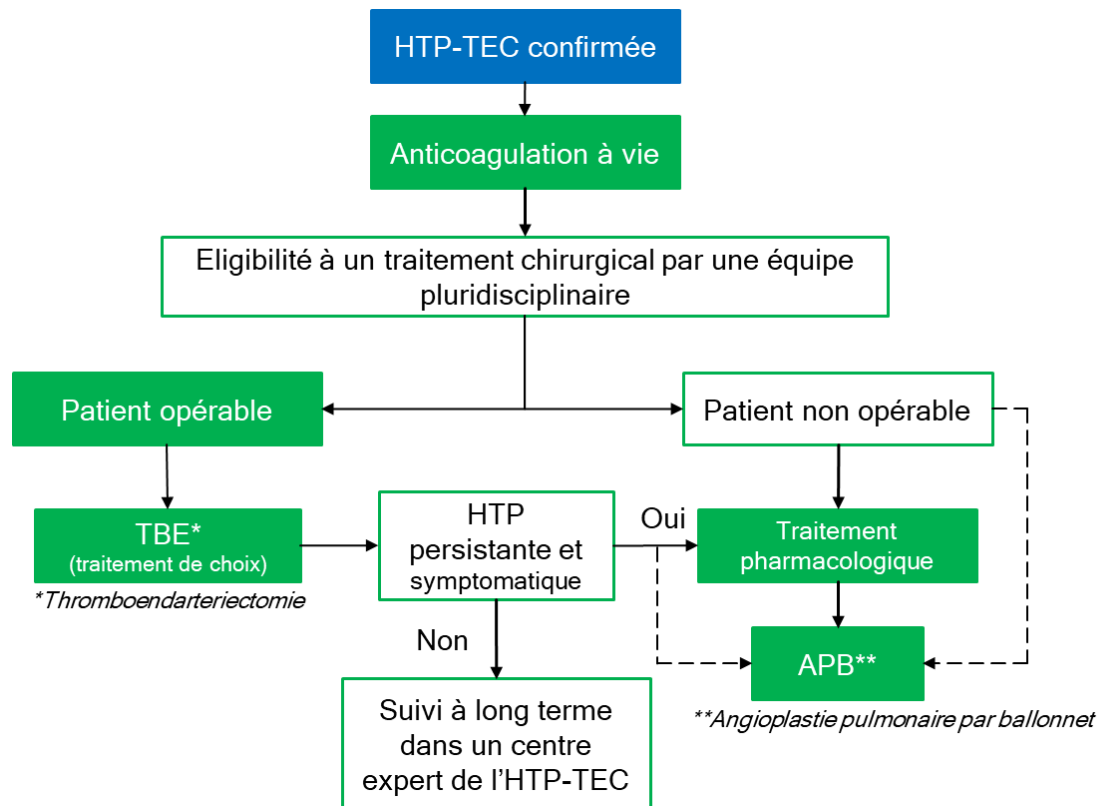 HTP-TEC confirmée
Anticoagulation à vie
Eligibilité à un traitement chirurgical par une équipe
pluridisciplinaire
Patient opérable
Patient non opérable
TBE*
(traitement de choix)
*Thromboendarteriectomie
HTP
persistante et
symptomatique
Oui
Traitement
pharmacologique
Non
APB**
**Angioplastie pulmonaire par ballonnet
Suivi à long terme
dans un centre
expert de l'HTP-TEC